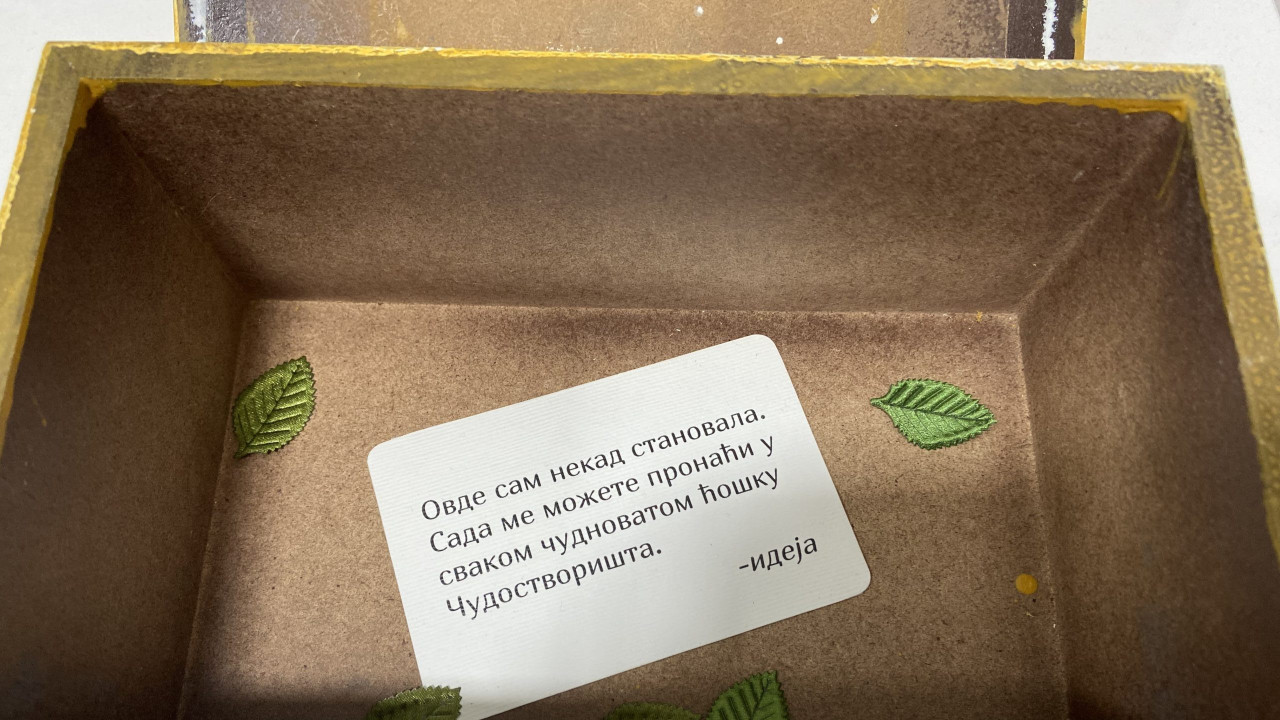 Овде сам некад становала.
Сада ме можете пронаћи у
сваком чудноватом ћошку
Чудостворишта.
-идеја